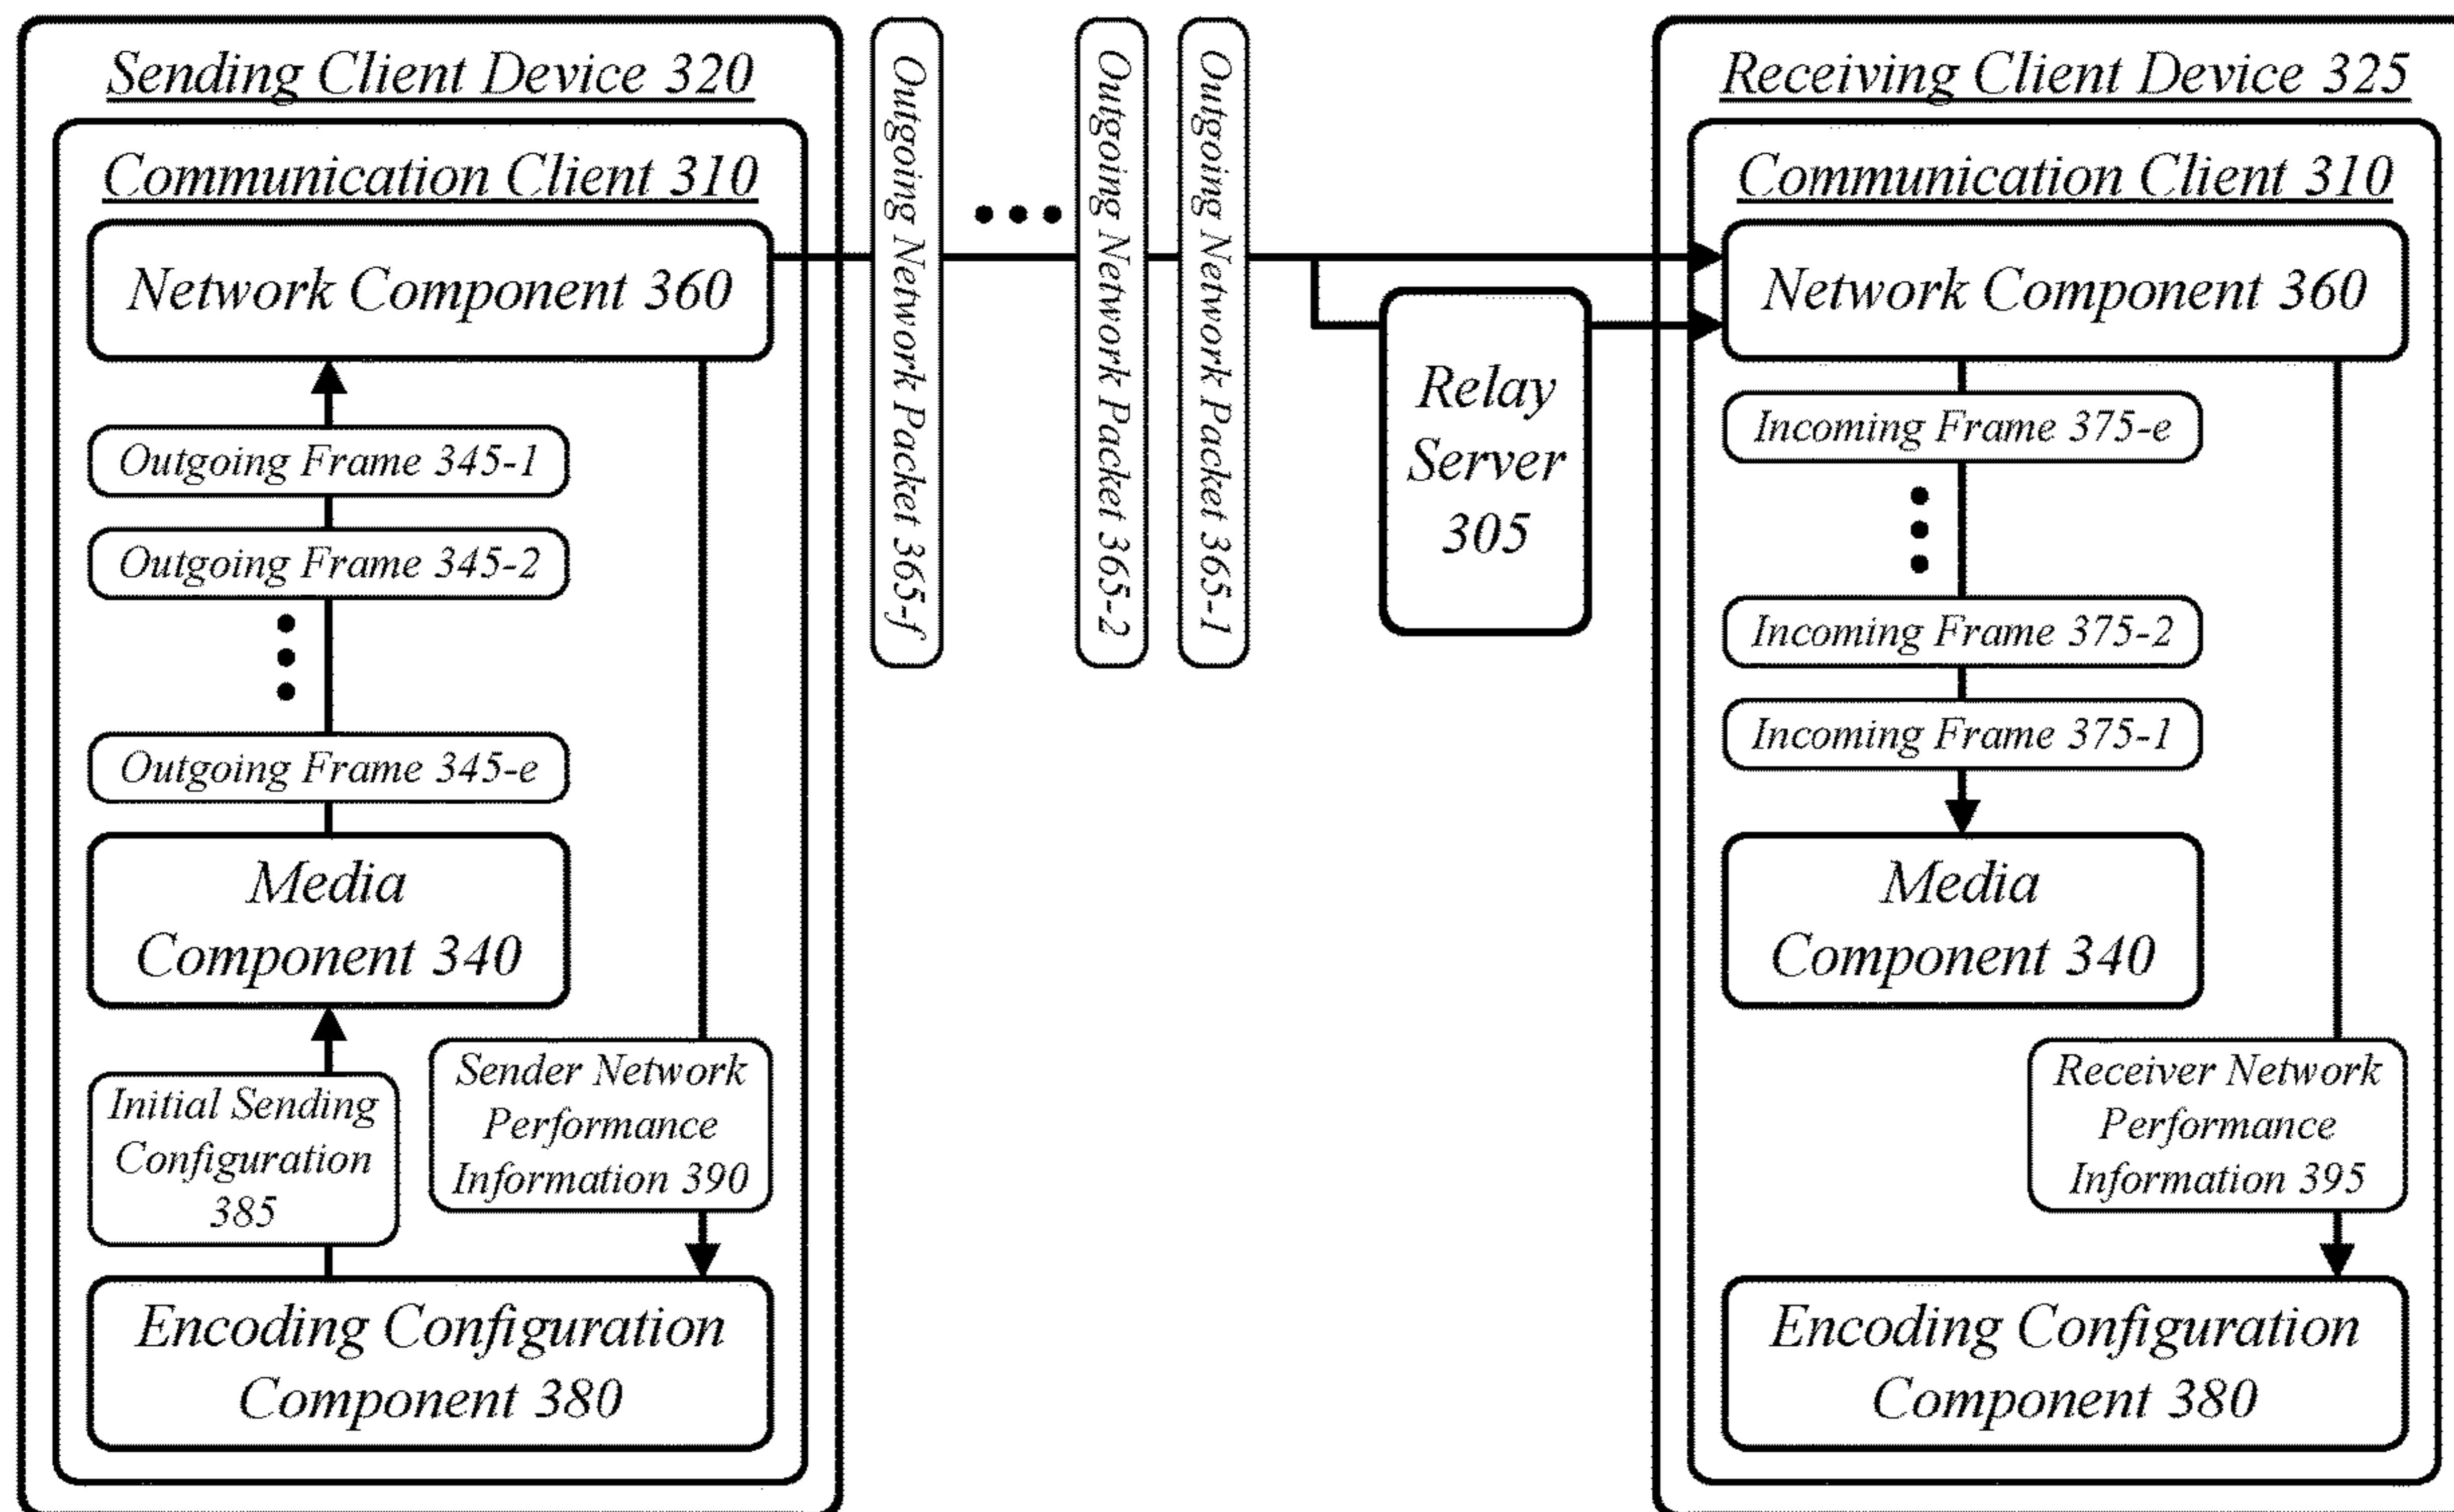 Sending Client Device 320
Communication Client 310
Network Component 360
Outgoing Frame 345-1
Outgoing Frame 345-2
Outgoing Frame 345-e
Media
Component 340
Initial Sending
Configuration
385
Sender Network
Performance
Information 390
Encoding Configuration
Component 380
Outgoing Network Packet 365-f
Outgoing Network Packet 365-2
Outgoing Network Packet 365-1
Relay
Server
305
Receiving Client Device 325
Communication Client 310
Network Component 360
Incoming Frame 375-e
Incoming Frame 375-2
Incoming Frame 375-1
Media
Component 340
Receiver Network
Performance
Information 395
Encoding Configuration
Component 380